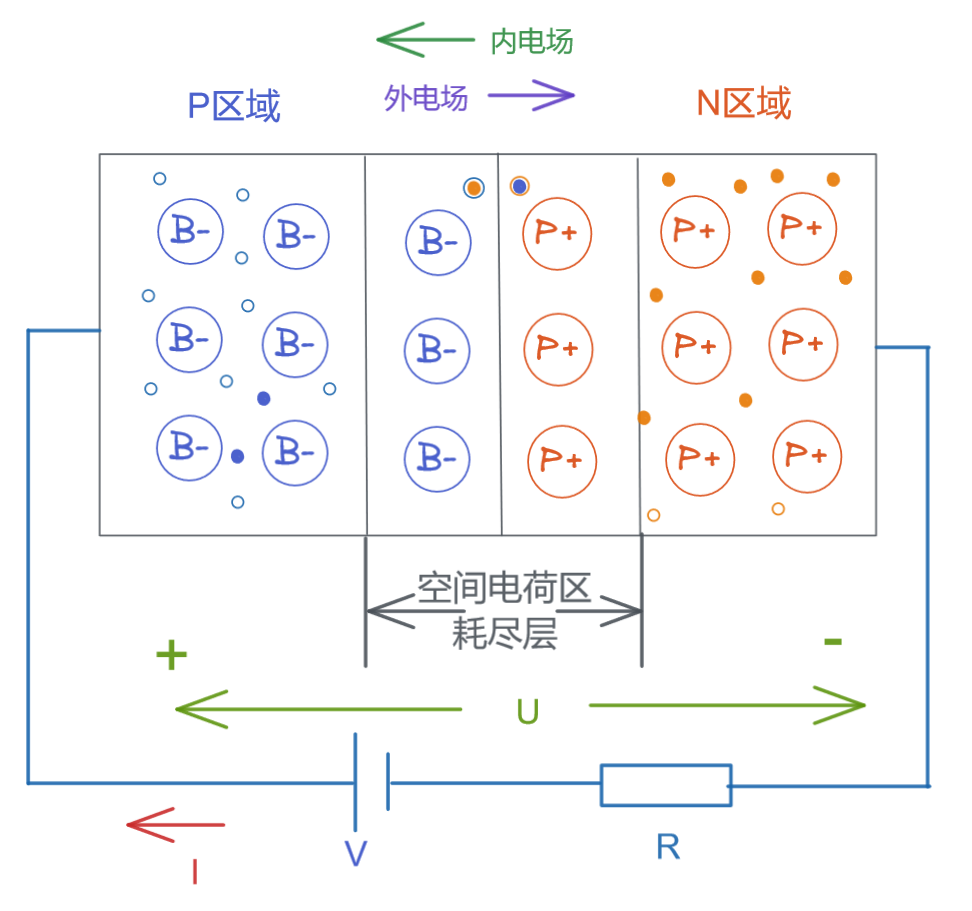 内电场
外电场
P区域
N区域
B- B- B- P+ P+ P+
B- B- B- P+ P+ P+
B- B- B- P+ P+ P+
空间电荷区
耗尽层
+
-
U
I
V
R